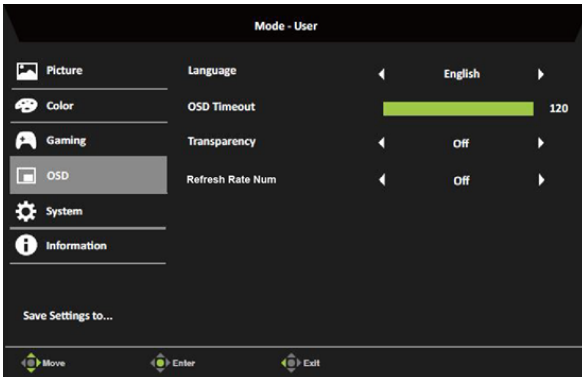 Mode - User
Picture
Language English
Color
OSD Timeout 120
Gaming
Transparency Off
OSD
Refresh Rate Num Off
System
Information
Save Settings to...
Move Enter Exit